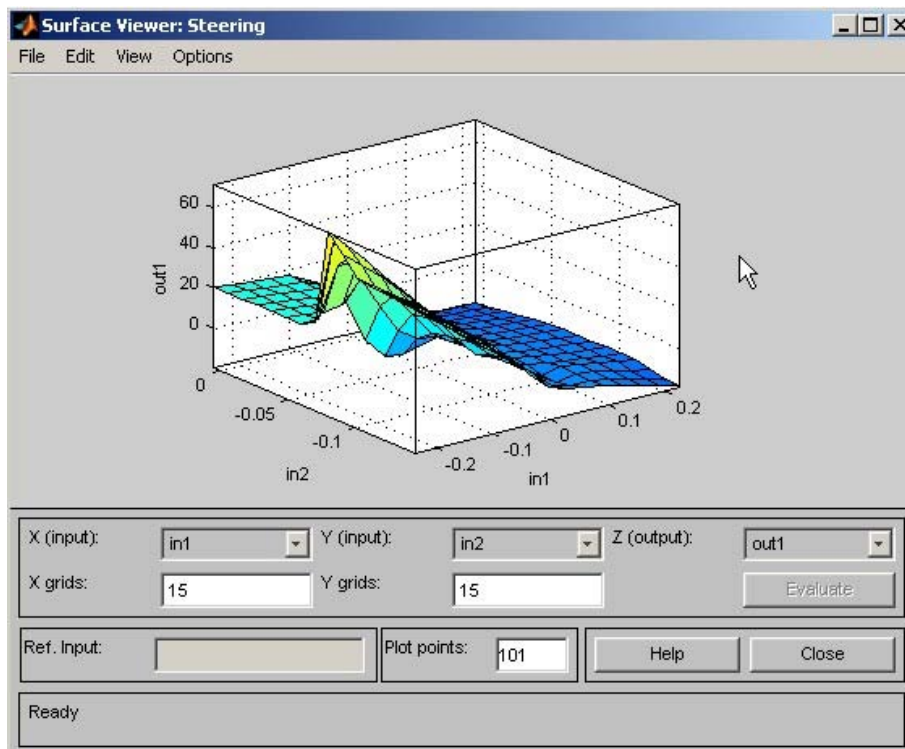 Surface Viewer: Steering
File Edit View Options
60
40
20
0
out1
0
-0.05
-0.1
in2
-0.2
-0.1
0
0.1
0.2
in1
X (input): in1 Y (input): in2 Z (output): out1
X grids: 15 Y grids: 15 Evaluate
Ref. Input: Plot points: 101 Help Close
Ready